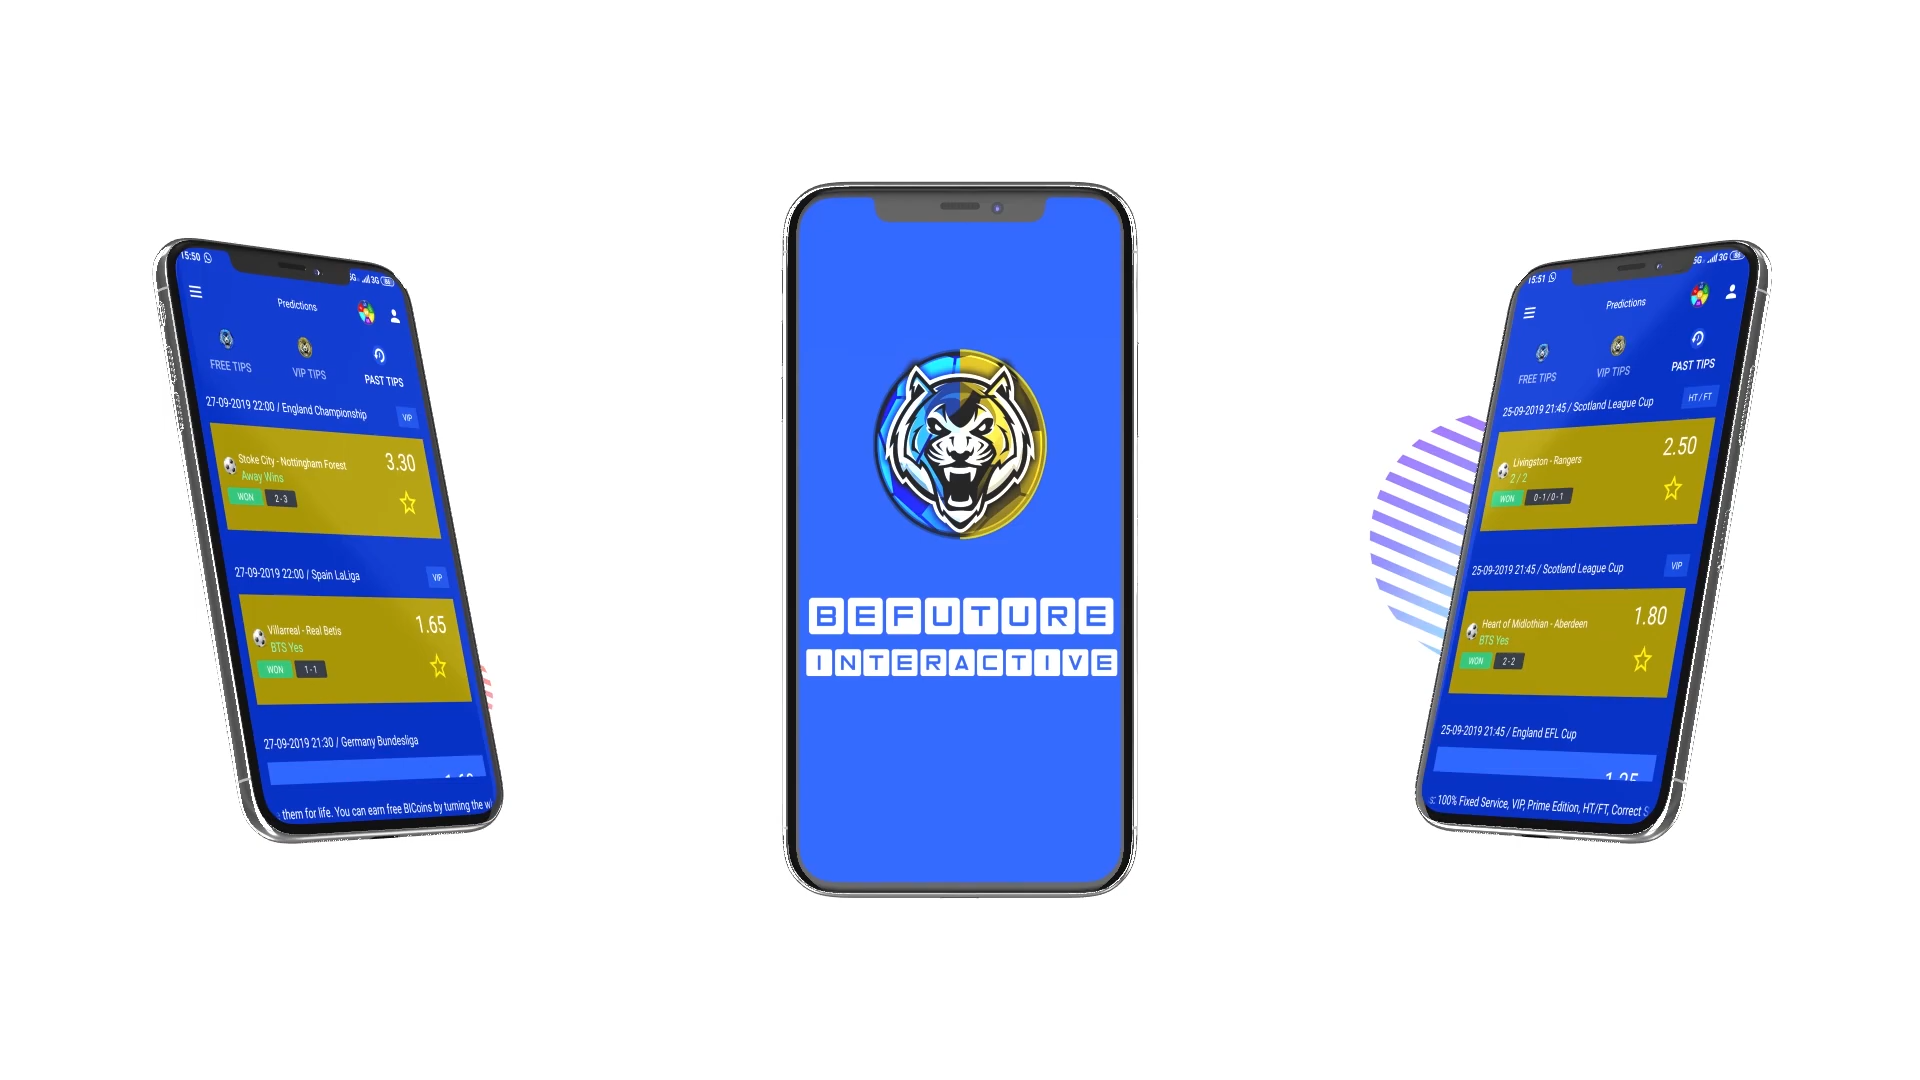 15:50
5G 3G
Predictions
FREE TIPS
VIP TIPS
PAST TIPS
27-09-2019 22:00 / England Championship
VIP
Stoke City - Nottingham Forest
3.30
Away Wins
WON
2 - 3
27-09-2019 22:00 / Spain LaLiga
VIP
Villarreal - Real Betis
1.65
BTS Yes
WON
1 - 1
27-09-2019 21:30 / Germany Bundesliga
them for life. You can earn free BICoins by turning the w
BEFUTURE
INTERACTIVE
15:51
5G 3G
Predictions
FREE TIPS
VIP TIPS
PAST TIPS
25-09-2019 21:45 / Scotland League Cup
HT / FT
Livingston - Rangers
2.50
2 / 2
WON
0 - 1 / 0 - 1
25-09-2019 21:45 / Scotland League Cup
VIP
Heart of Midlothian - Aberdeen
1.80
BTS Yes
WON
2 - 2
25-09-2019 21:45 / England EFL Cup
s: 100% Fixed Service, VIP, Prime Edition, HT/FT, Correct S